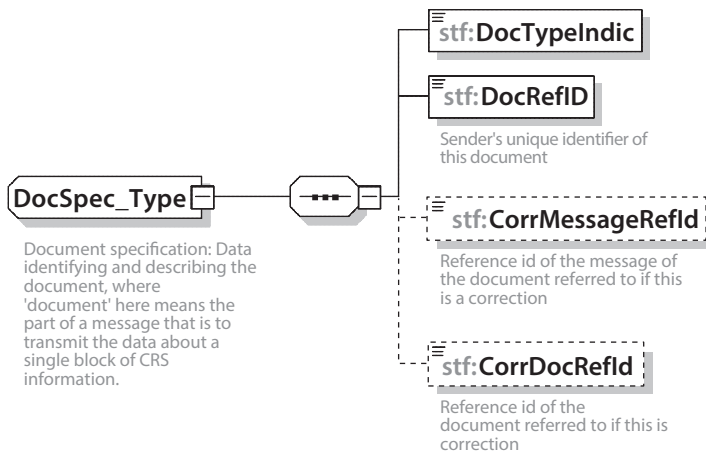 stf:DocTypeIndic
stf:DocRefID
Sender's unique identifier of
this document
DocSpec_Type
Document specification: Data
identifying and describing the
document, where
'document' here means the
part of a message that is to
transmit the data about a
single block of CRS
information.
stf:CorrMessageRefId
Reference id of the message of
the document referred to if this
is a correction
stf:CorrDocRefId
Reference id of the
document referred to if this is
correction